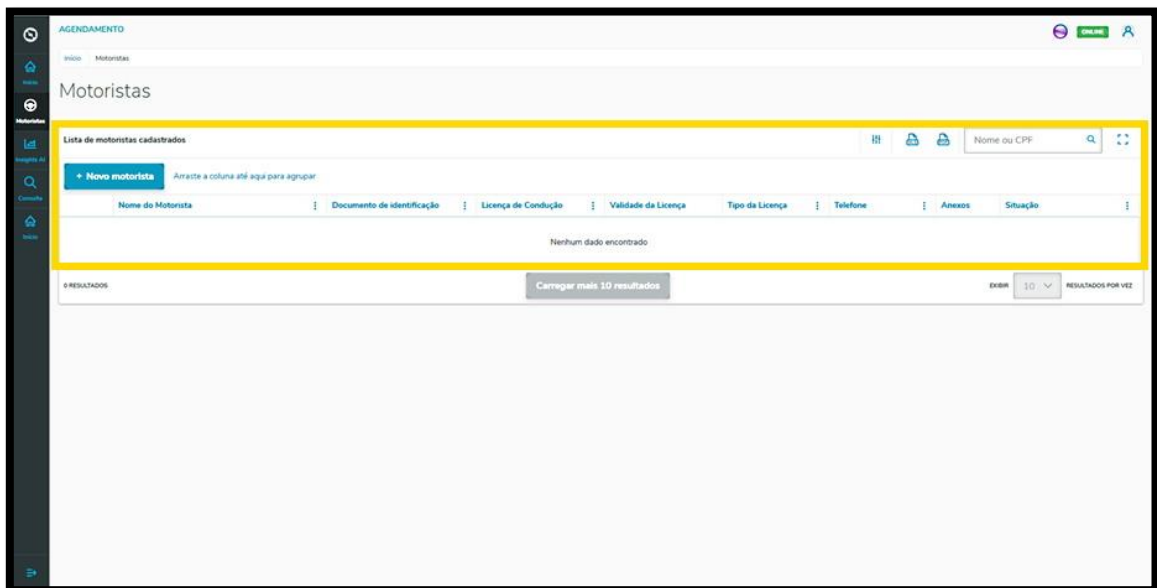 AGENDAMENTO
ONLINE
Início
Início Motoristas
Motoristas
Motoristas
Lista de motoristas cadastrados
Nome ou CPF
Insights AI
+ Novo motorista Arraste a coluna até aqui para agrupar
Consulta
Nome do Motorista Documento de identificação Licença de Condução Validade da Licença Tipo da Licença Telefone Anexos Situação
Início
Nenhum dado encontrado
0 RESULTADOS Carregar mais 10 resultados EXIBIR 10 RESULTADOS POR VEZ